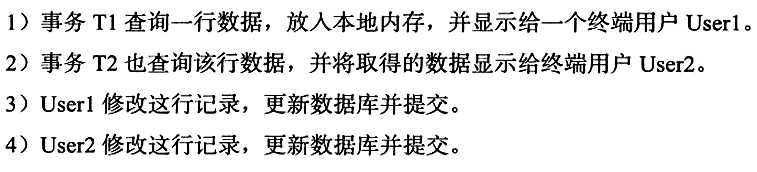 1）事务 T1 查询一行数据，放入本地内存，并显示给一个终端用户 User1。
2）事务 T2 也查询该行数据，并将取得的数据显示给终端用户 User2。
3）User1 修改这行记录，更新数据库并提交。
4）User2 修改这行记录，更新数据库并提交。